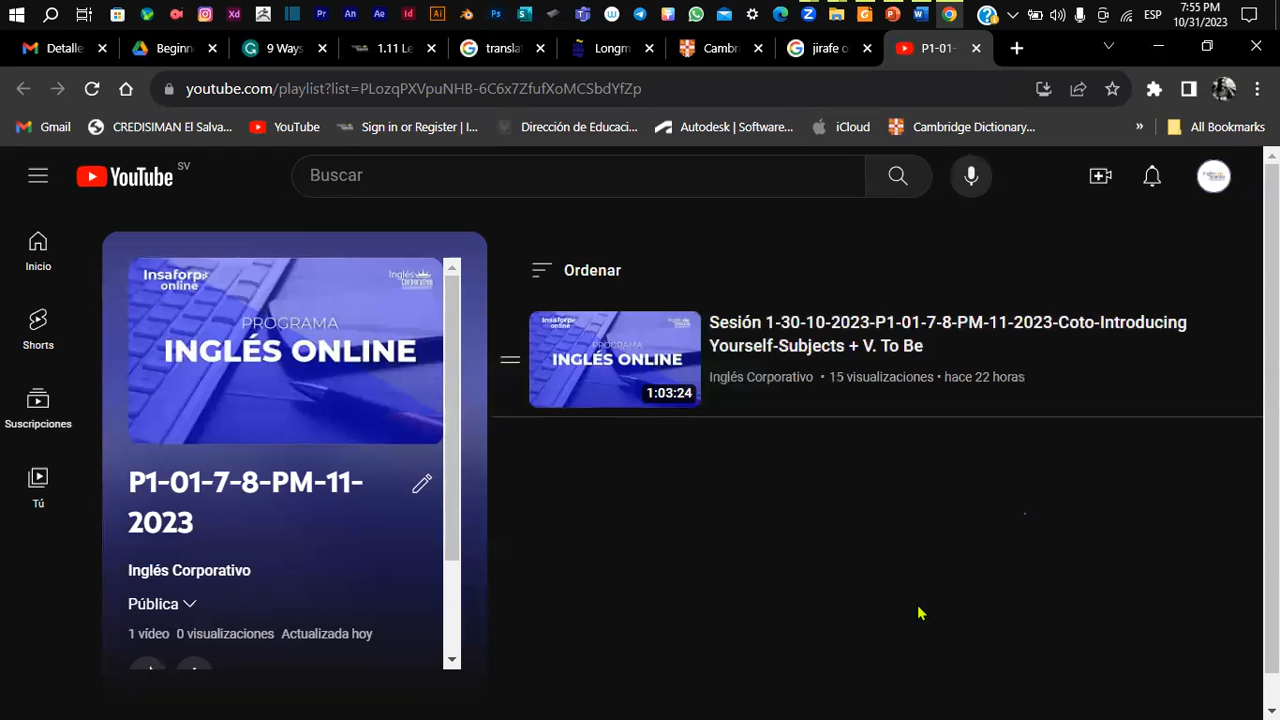 7:55 PM
ESP
10/31/2023
Detalle
Beginn
9 Ways
1.11 Le
transla
Longm
Cambri
jirafe o
P1-01-
youtube.com/playlist?list=PLozqPXVpuNHB-6C6x7ZfufXoMCSbdYfZp
Gmail
CREDISIMAN El Salva...
YouTube
Sign in or Register | I...
Dirección de Educaci...
Autodesk | Software...
iCloud
Cambridge Dictionary...
»
All Bookmarks
YouTube SV
Buscar
Inicio
Shorts
Suscripciones
Tú
Insaforp online
Inglés Corporativo
PROGRAMA
INGLÉS ONLINE
P1-01-7-8-PM-11-
2023
Inglés Corporativo
Pública
1 vídeo 0 visualizaciones Actualizada hoy
Ordenar
PROGRAMA
INGLÉS ONLINE
1:03:24
Sesión 1-30-10-2023-P1-01-7-8-PM-11-2023-Coto-Introducing
Yourself-Subjects + V. To Be
Inglés Corporativo • 15 visualizaciones • hace 22 horas